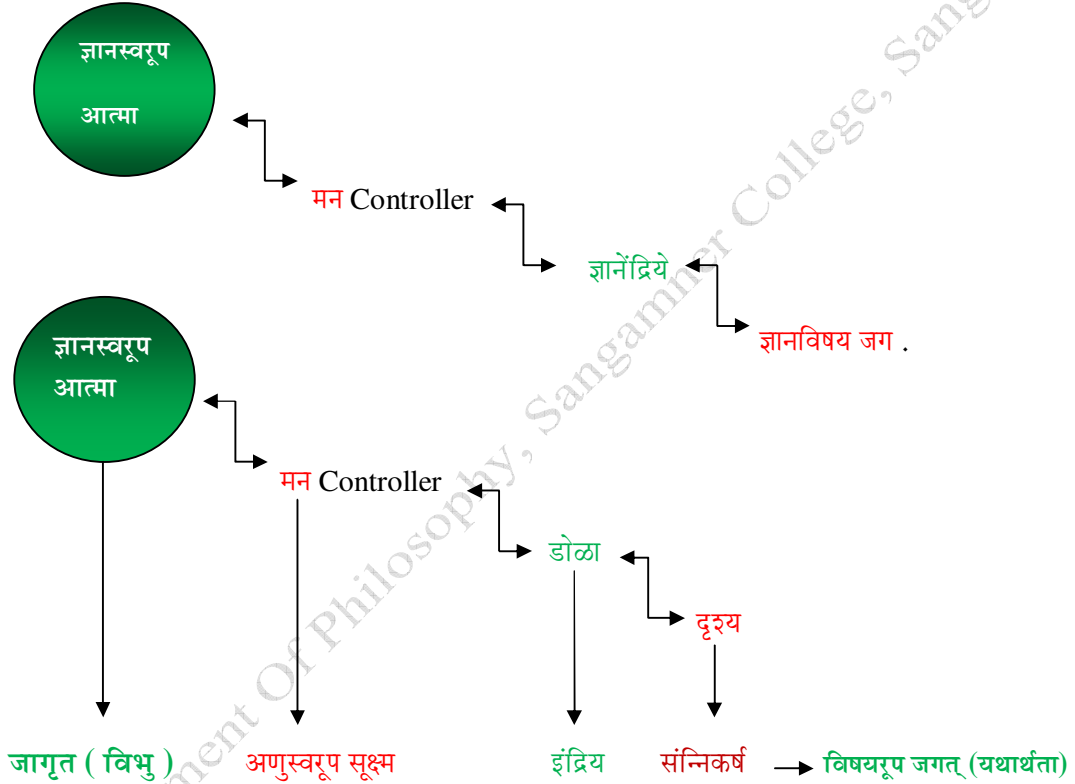 ज्ञानस्वरूप
आत्मा
मन Controller
ज्ञानेंद्रिये
ज्ञानविषय जग .
ज्ञानस्वरूप
आत्मा
मन Controller
डोळा
दृश्य
जागृत ( विभु )
अणुस्वरूप सूक्ष्म
इंद्रिय
संन्निकर्ष
विषयरूप जगत् (यथार्थता)
ment Of Philosophy, Sangamner College, Sang